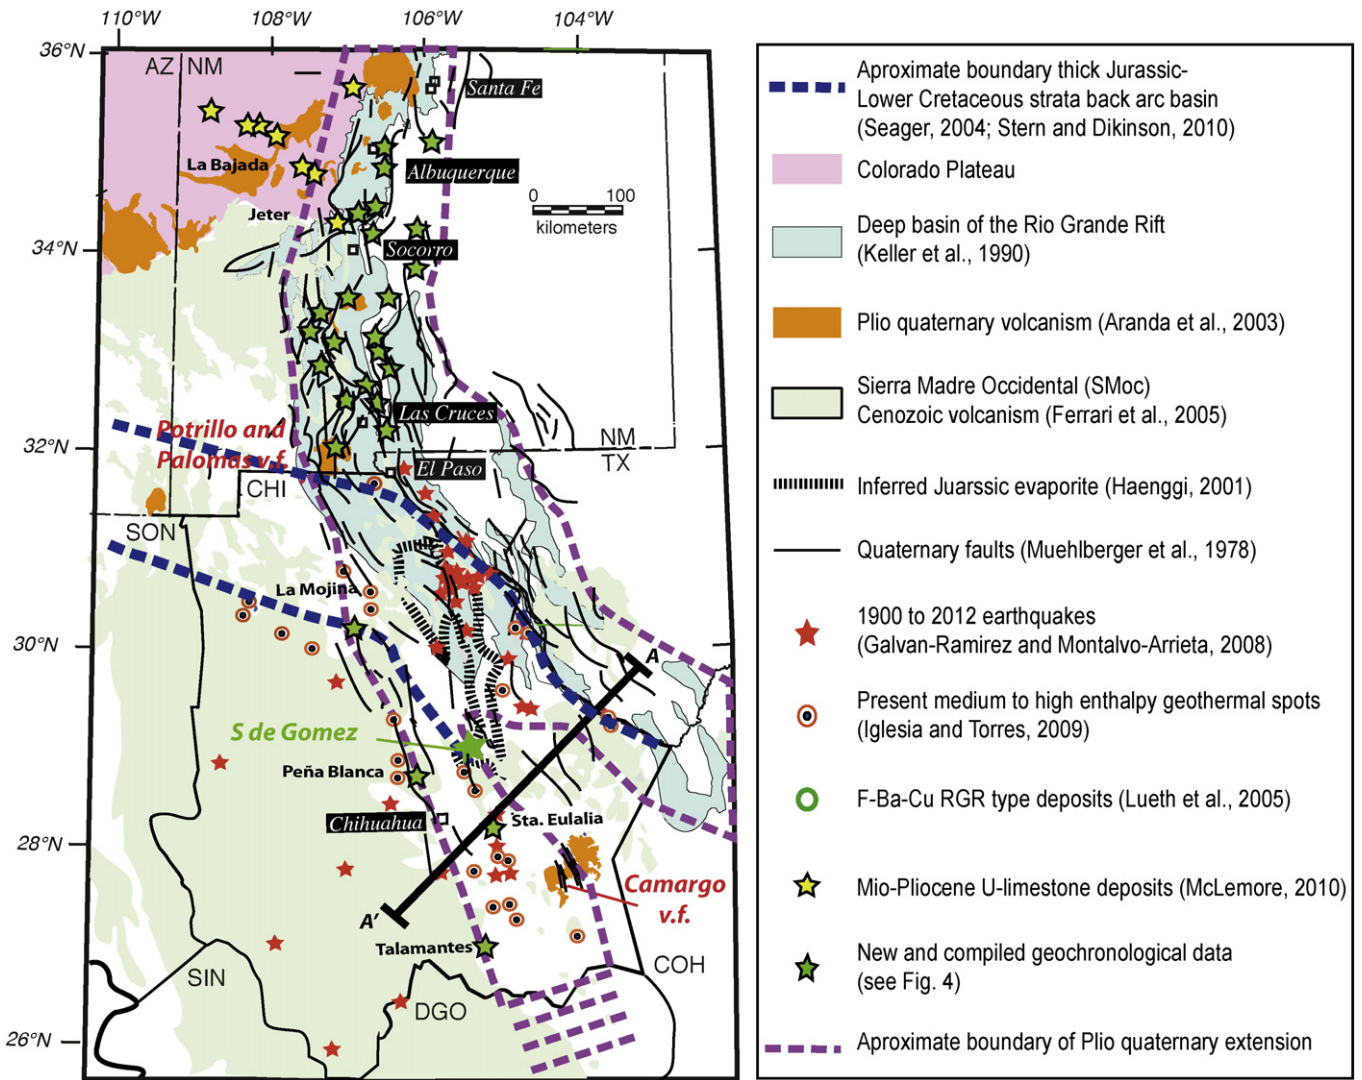 110°W
108°W
106°W
104°W
36°N
34°N
32°N
30°N
28°N
26°N
AZ
NM
Santa Fe
La Bajada
Albuquerque
Jeter
0
100
kilometers
Socorro
Las Cruces
NM
TX
Potrillo and
Palomas v.f.
El Paso
CHI
SON
La Mojina
A
S de Gomez
Peña Blanca
Chihuahua
Sta. Eulalia
Camargo
v.f.
A'
Talamantes
SIN
DGO
COH
Aproximate boundary thick Jurassic-
Lower Cretaceous strata back arc basin
(Seager, 2004; Stern and Dikinson, 2010)
Colorado Plateau
Deep basin of the Rio Grande Rift
(Keller et al., 1990)
Plio quaternary volcanism (Aranda et al., 2003)
Sierra Madre Occidental (SMoc)
Cenozoic volcanism (Ferrari et al., 2005)
Inferred Juarssic evaporite (Haenggi, 2001)
Quaternary faults (Muehlberger et al., 1978)
1900 to 2012 earthquakes
(Galvan-Ramirez and Montalvo-Arrieta, 2008)
Present medium to high enthalpy geothermal spots
(Iglesia and Torres, 2009)
F-Ba-Cu RGR type deposits (Lueth et al., 2005)
Mio-Pliocene U-limestone deposits (McLemore, 2010)
New and compiled geochronological data
(see Fig. 4)
Aproximate boundary of Plio quaternary extension